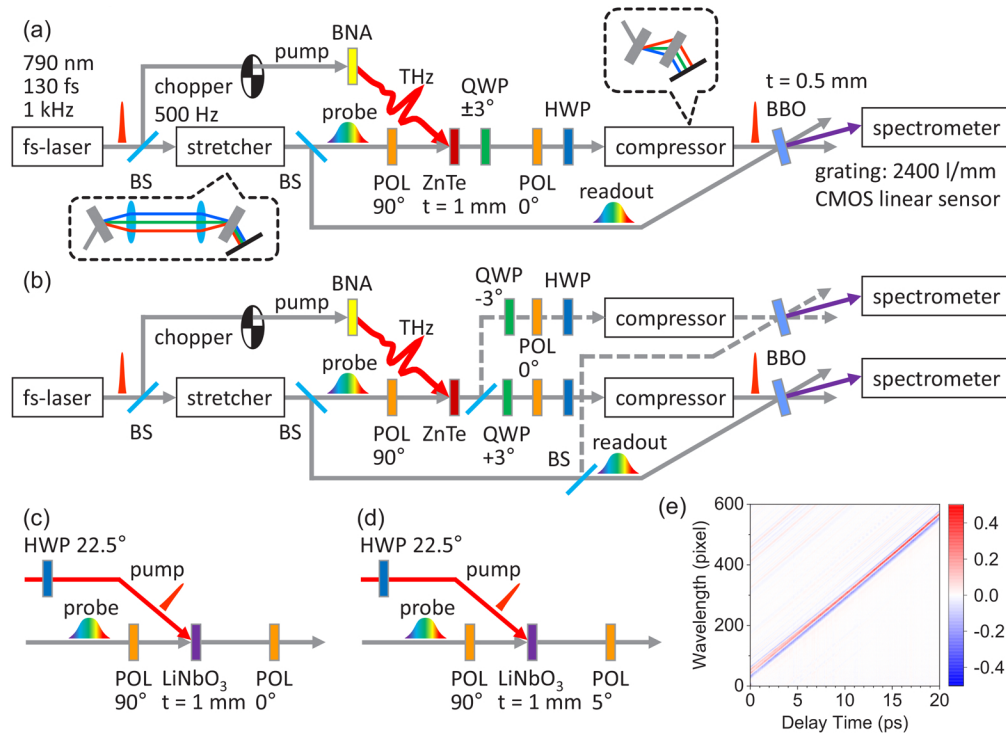 (a)
790 nm
130 fs
1 kHz
fs-laser
BS
chopper
500 Hz
pump
BNA
THz
stretcher
BS
probe
POL
90°
ZnTe
t = 1 mm
QWP
±3°
POL
0°
HWP
compressor
readout
t = 0.5 mm
BBO
spectrometer
grating: 2400 l/mm
CMOS linear sensor
(b)
fs-laser
BS
chopper
pump
BNA
THz
stretcher
BS
probe
POL
90°
ZnTe
QWP
-3°
POL
0°
HWP
compressor
spectrometer
QWP
+3°
BS
readout
compressor
BBO
spectrometer
(c)
HWP 22.5°
pump
probe
POL
90°
LiNbO3
t = 1 mm
POL
0°
(d)
HWP 22.5°
pump
probe
POL
90°
LiNbO3
t = 1 mm
POL
5°
(e)
Wavelength (pixel)
600
400
200
0
0 5 10 15 20
Delay Time (ps)
0.4
0.2
0.0
-0.2
-0.4